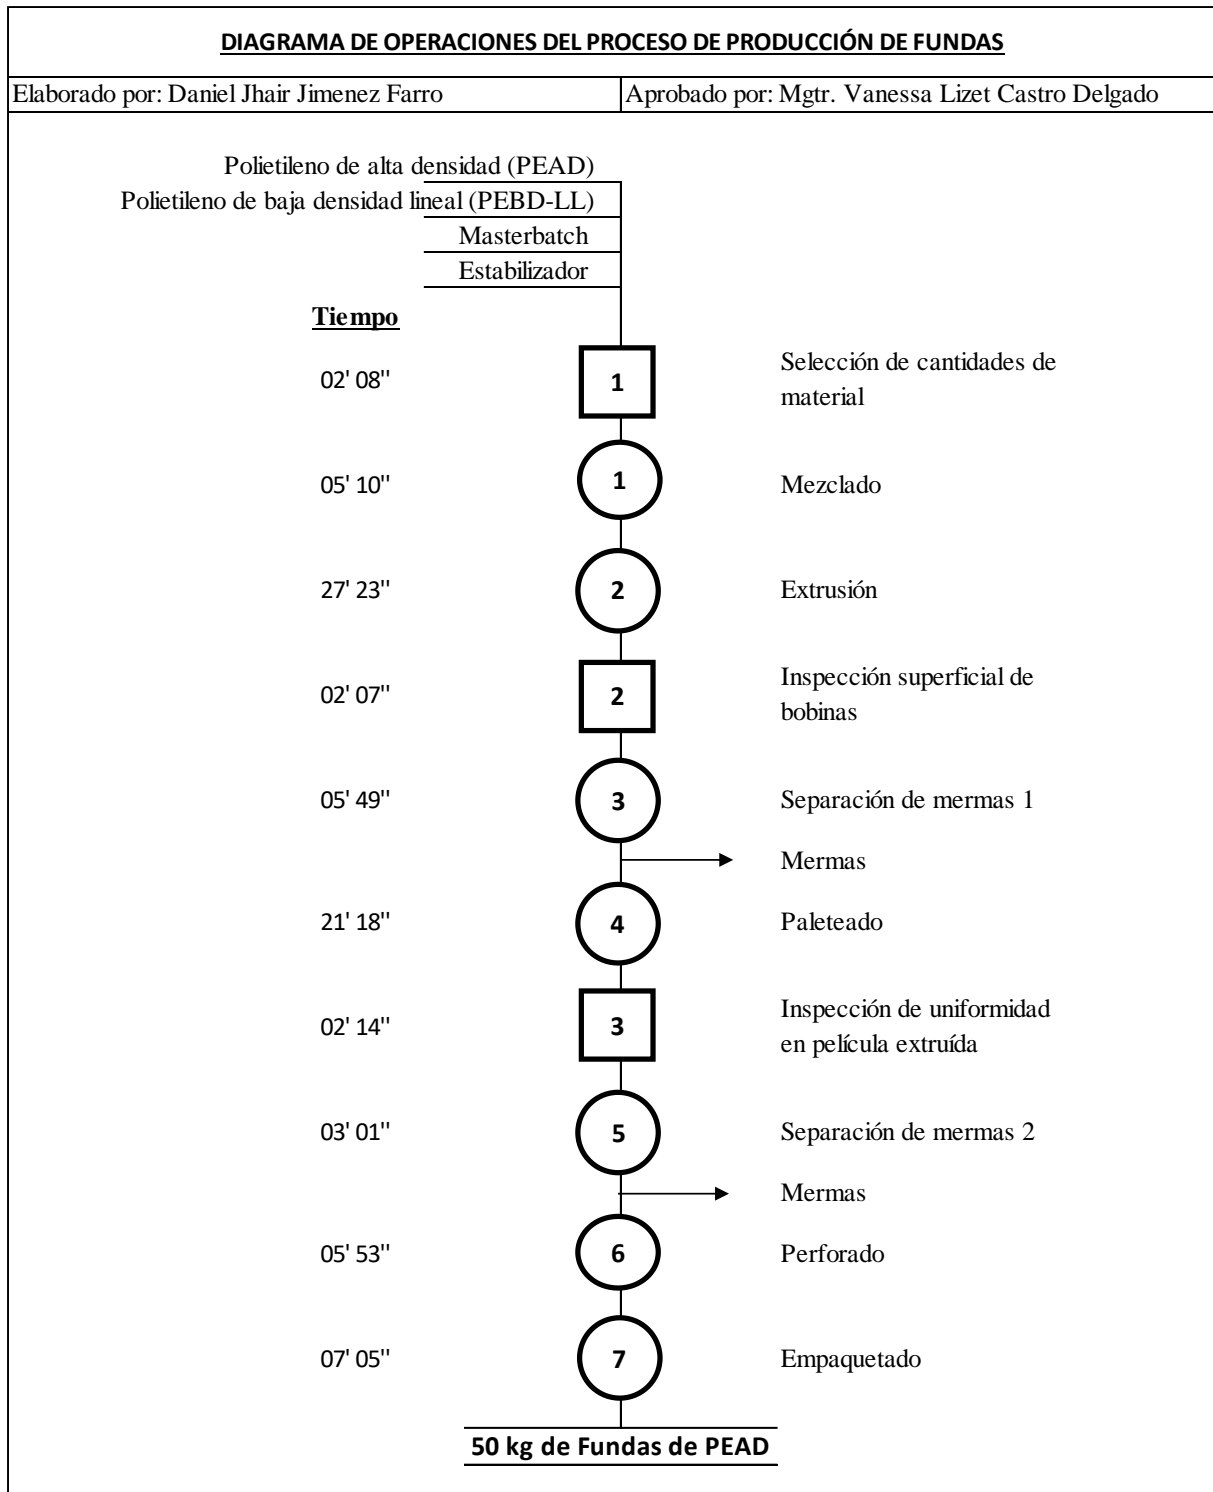 DIAGRAMA DE OPERACIONES DEL PROCESO DE PRODUCCIÓN DE FUNDAS
Elaborado por: Daniel Jhair Jimenez Farro
Aprobado por: Mgtr. Vanessa Lizet Castro Delgado
Polietileno de alta densidad (PEAD)
Polietileno de baja densidad lineal (PEBD-LL)
Masterbatch
Estabilizador
Tiempo
02' 08''
1
Selección de cantidades de
material
05' 10''
1
Mezclado
27' 23''
2
Extrusión
02' 07''
2
Inspección superficial de
bobinas
05' 49''
3
Separación de mermas 1
Mermas
21' 18''
4
Paleteado
02' 14''
3
Inspección de uniformidad
en película extruída
03' 01''
5
Separación de mermas 2
Mermas
05' 53''
6
Perforado
07' 05''
7
Empaquetado
50 kg de Fundas de PEAD